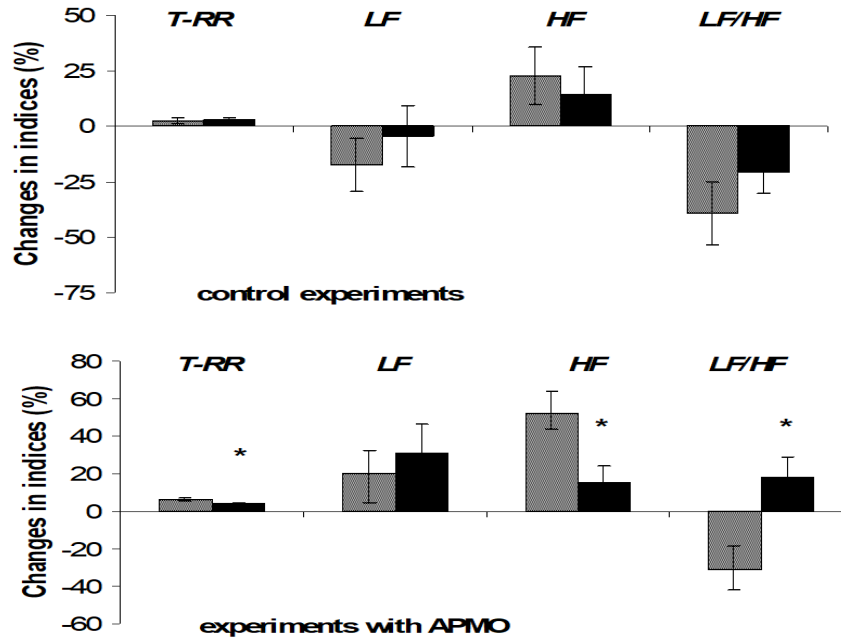 T-RR LF HF LF/HF
Changes in indices (%)
50
25
0
-25
-50
-75
control experiments
T-RR LF HF LF/HF
Changes in indices (%)
80
60
40
20
0
-20
-40
-60
* * *
experiments with APMO